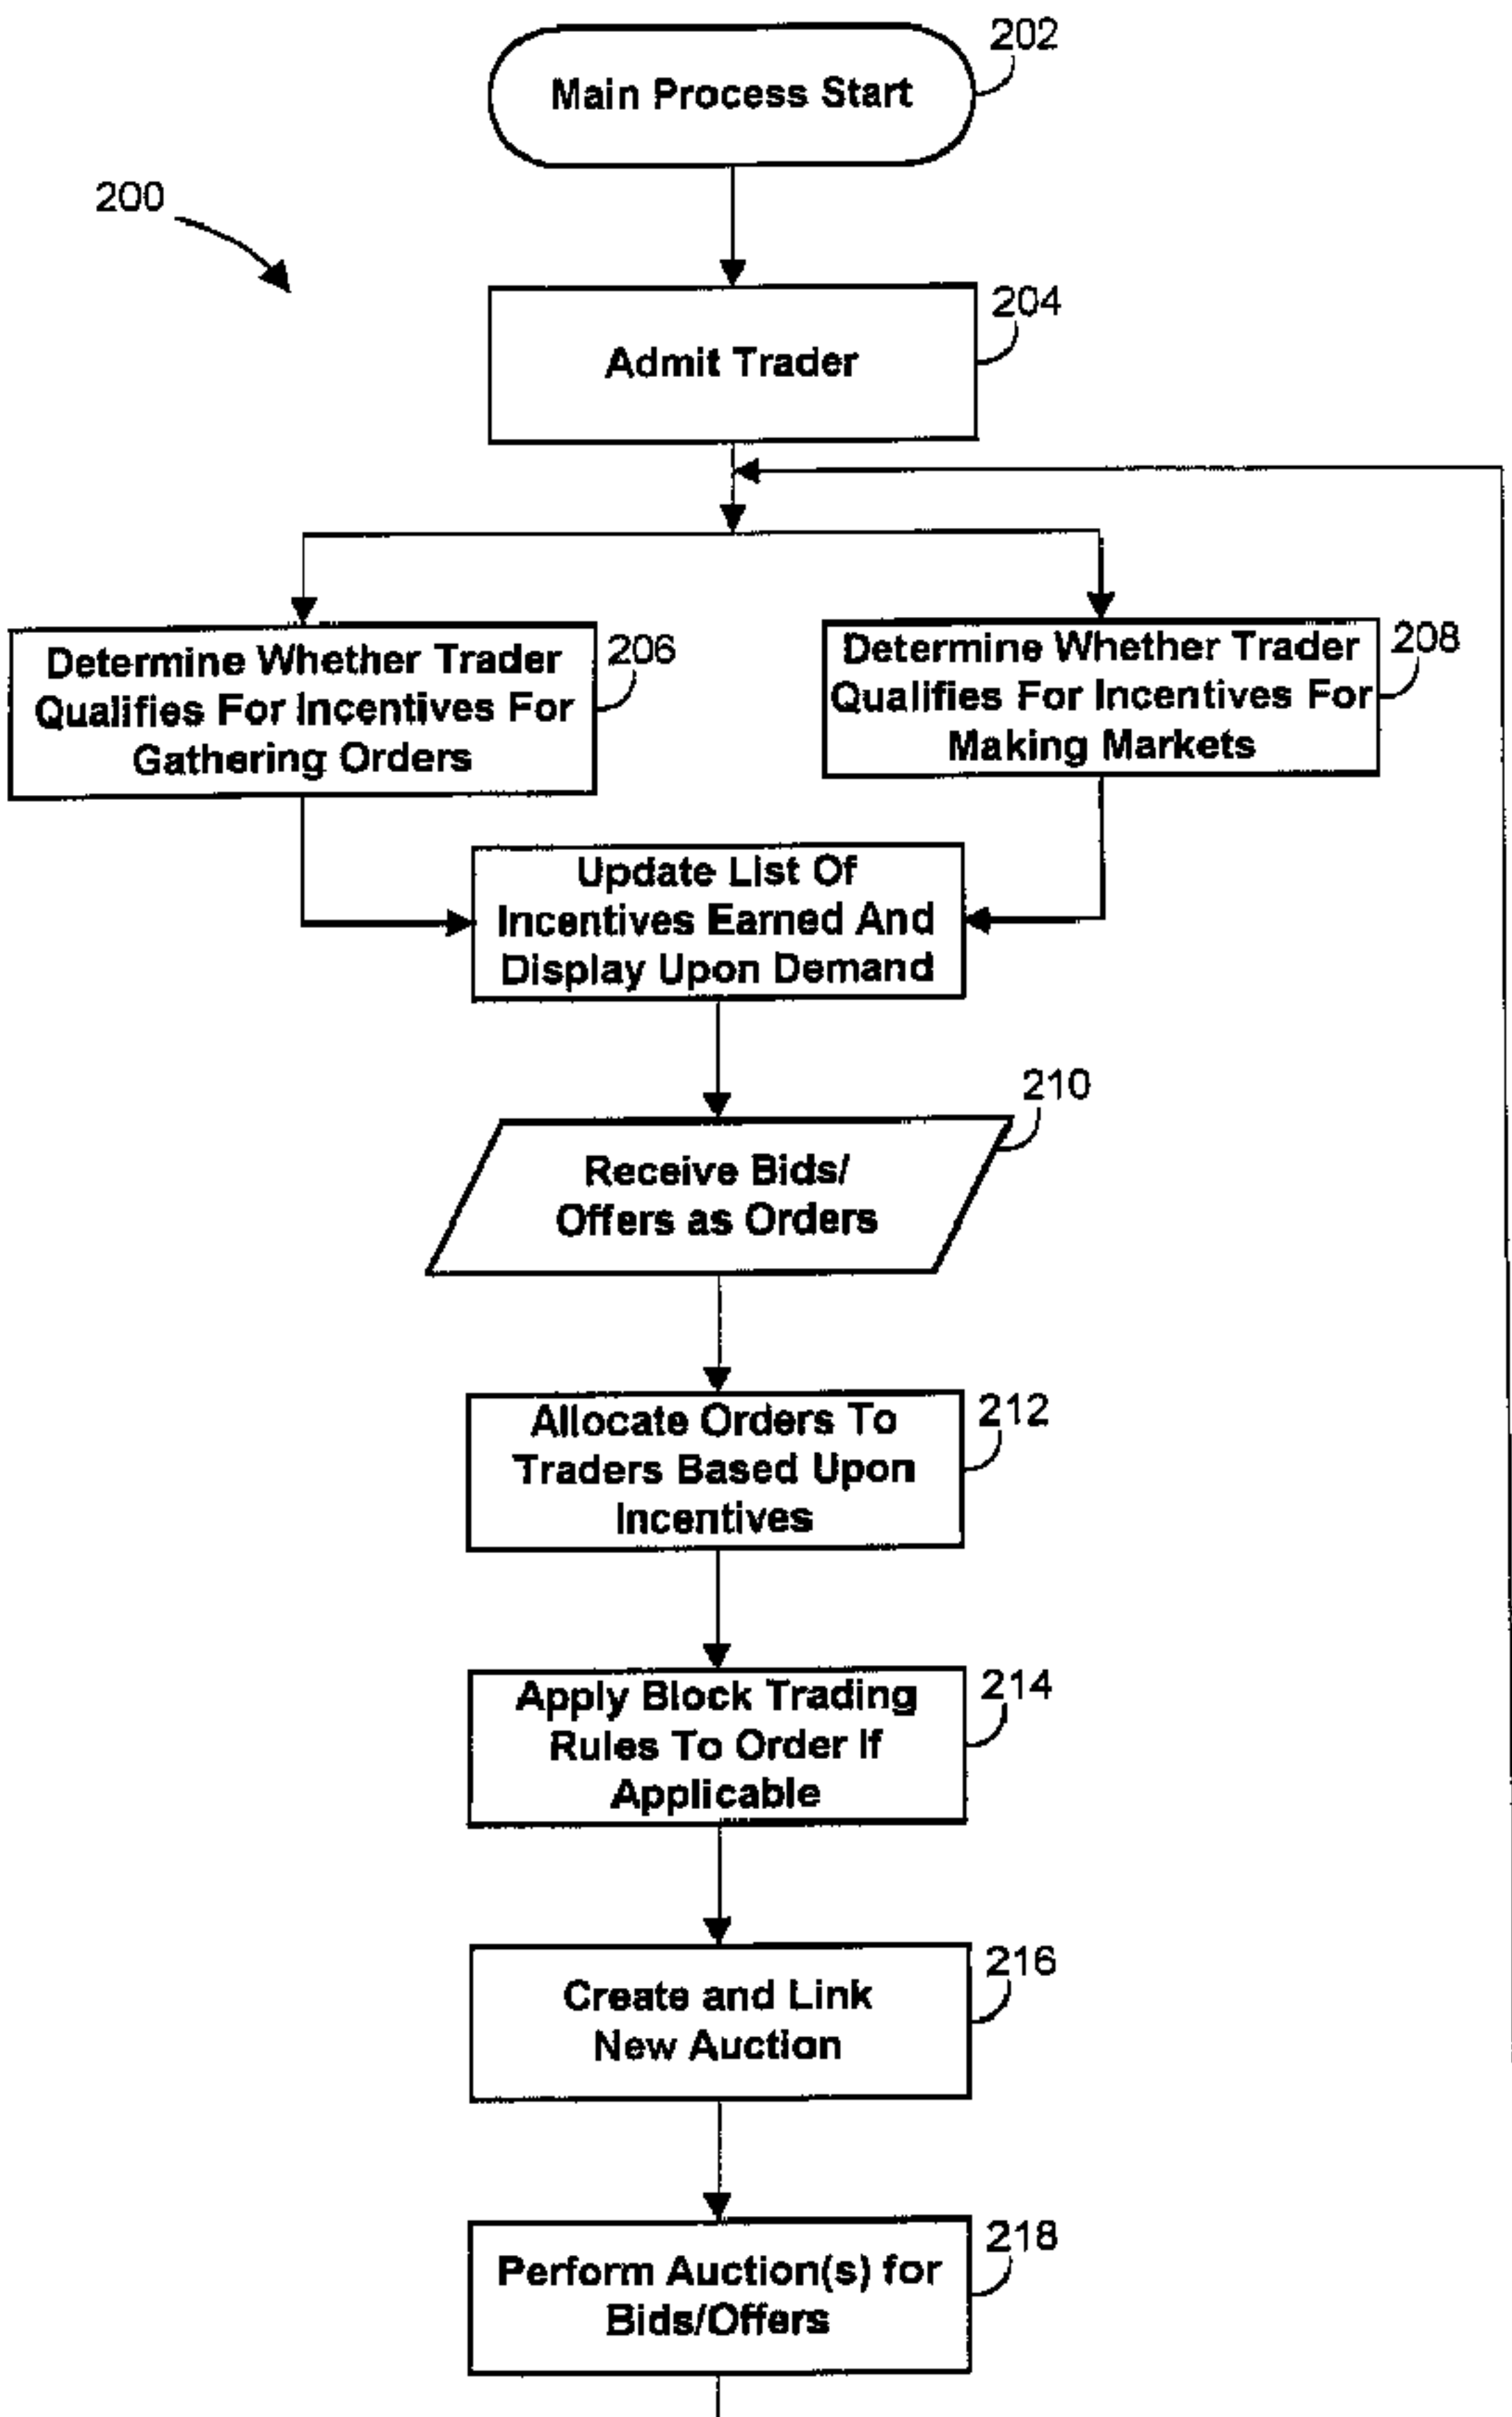 202
Main Process Start
200
204
Admit Trader
Determine Whether Trader
Qualifies For Incentives For
Gathering Orders
206
Determine Whether Trader
Qualifies For Incentives For
Making Markets
208
Update List Of
Incentives Earned And
Display Upon Demand
210
Receive Bids/
Offers as Orders
212
Allocate Orders To
Traders Based Upon
Incentives
214
Apply Block Trading
Rules To Order If
Applicable
216
Create and Link
New Auction
218
Perform Auction(s) for
Bids/Offers